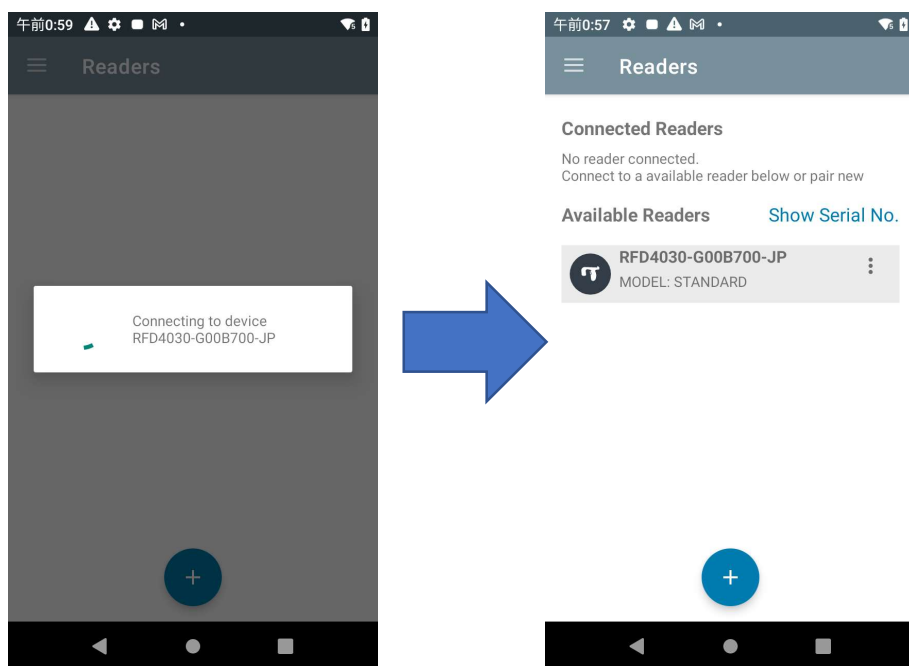 午前0:59
Readers
Connecting to device
RFD4030-G00B700-JP
午前0:57
Readers
Connected Readers
No reader connected.
Connect to a available reader below or pair new
Available Readers Show Serial No.
RFD4030-G00B700-JP
MODEL: STANDARD